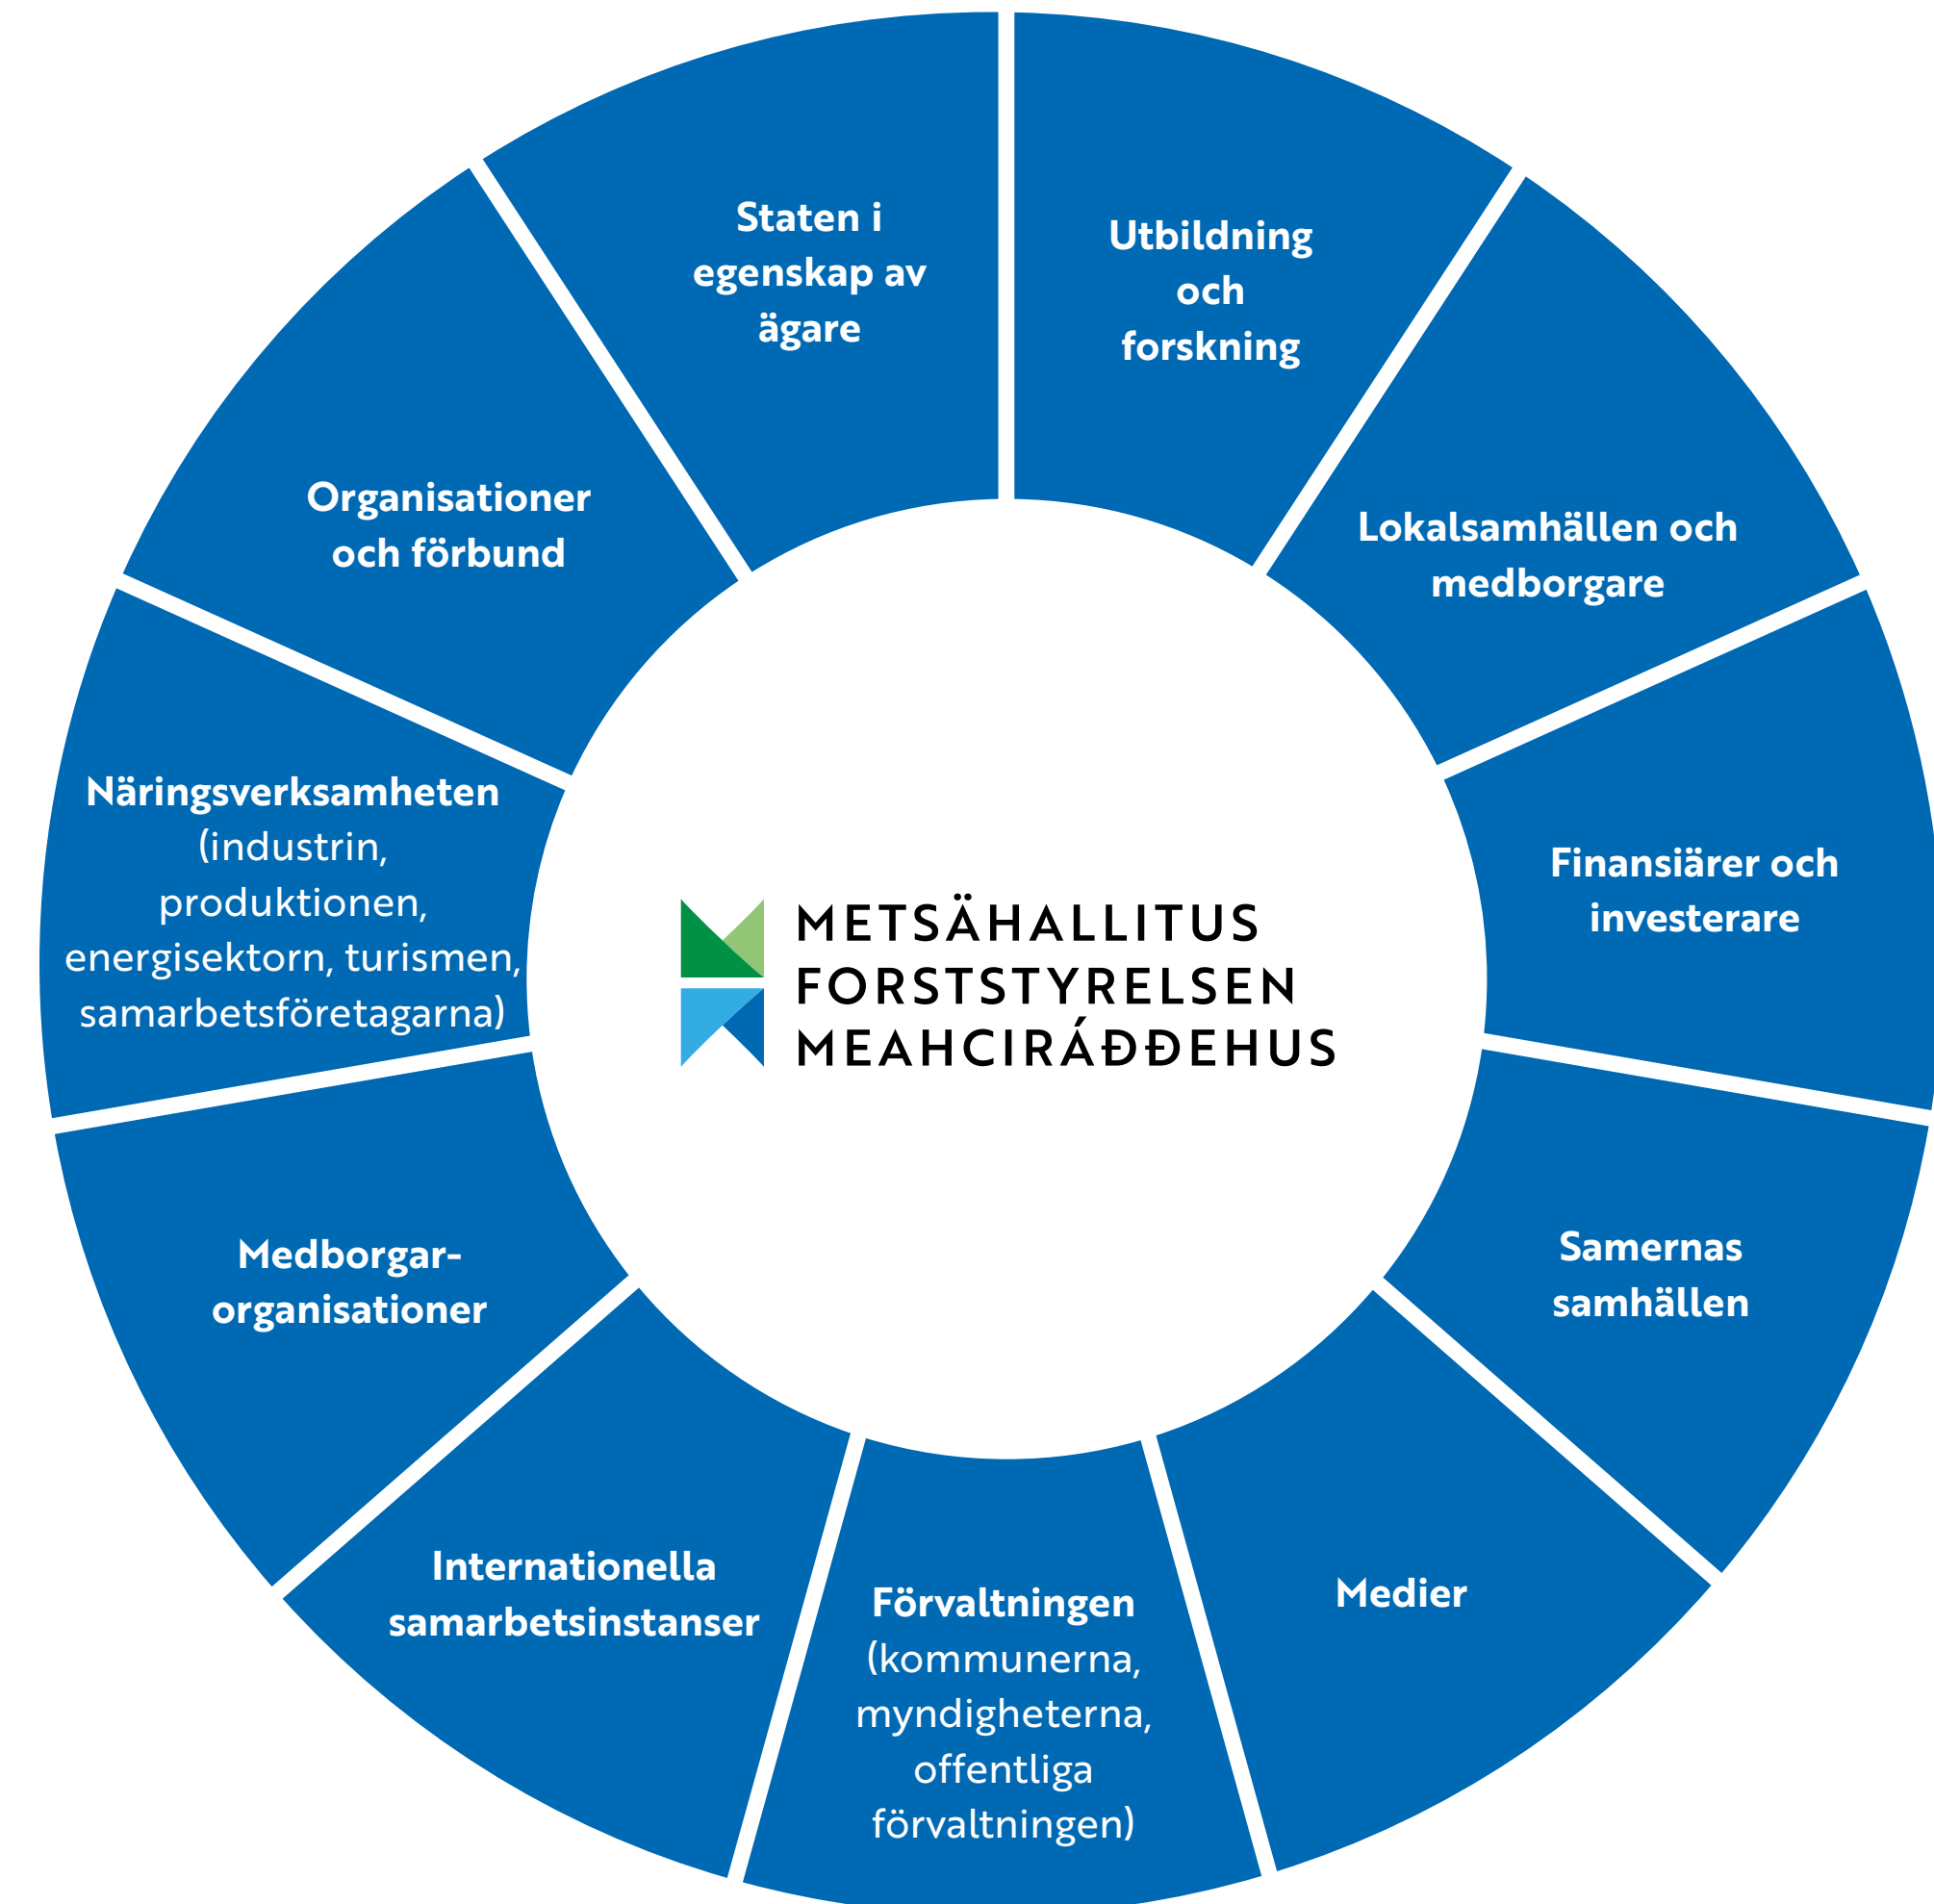 Staten i
egenskap av
ägare
Utbildning
och
forskning
Lokalsamhällen och
medborgare
Finansiärer och
investerare
Samernas
samhällen
Medier
Förvaltningen
(kommunerna,
myndigheterna,
offentliga
förvaltningen)
Internationella
samarbetsinstanser
Medborgar-
organisationer
Näringsverksamheten
(industrin,
produktionen,
energisektorn, turismen,
samarbetsföretagarna)
Organisationer
och förbund
METSÄHALLITUS
FORSTSTYRELSEN
MEAHCIRÁĐĐEHUS